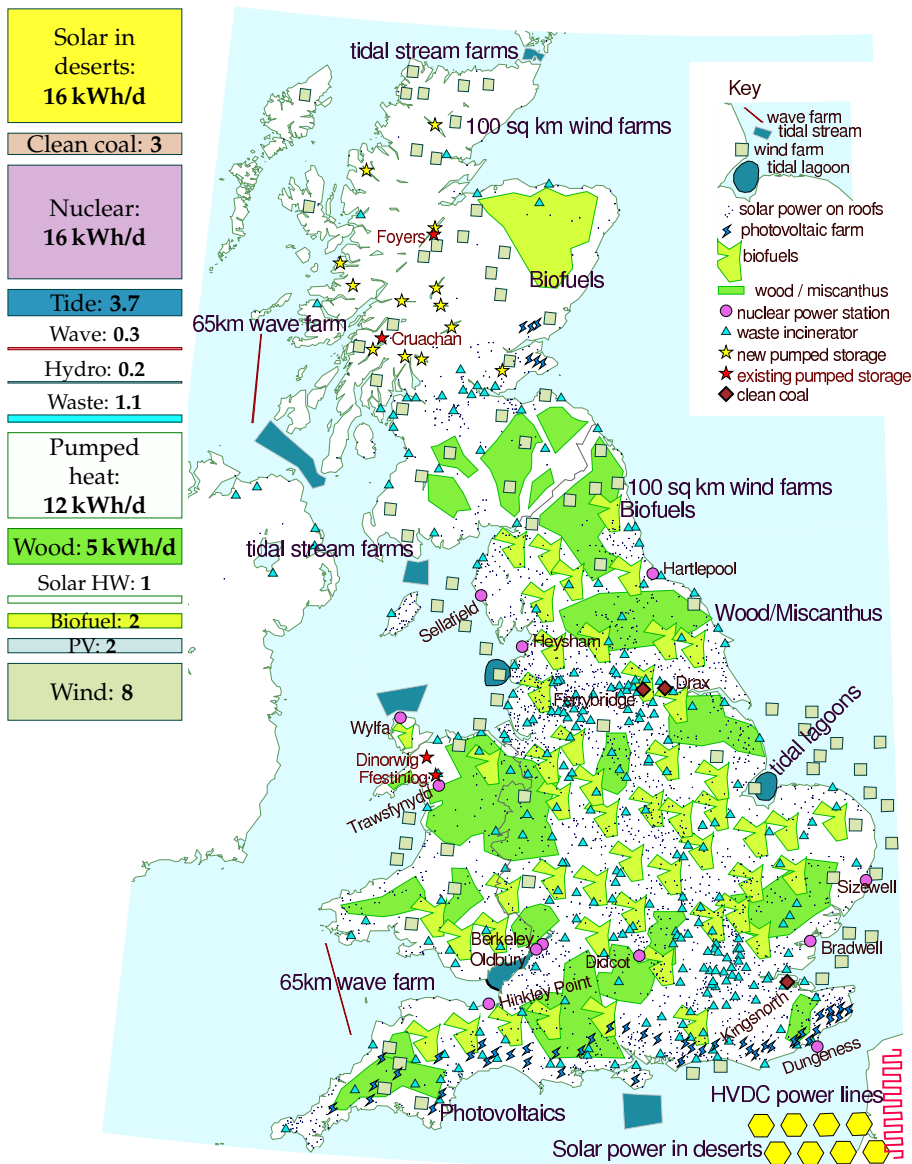 Solar in
deserts:
16 kWh/d
Clean coal: 3
Nuclear:
16 kWh/d
Tide: 3.7
Wave: 0.3
Hydro: 0.2
Waste: 1.1
Pumped
heat:
12 kWh/d
Wood: 5 kWh/d
Solar HW: 1
Biofuel: 2
PV: 2
Wind: 8
tidal stream farms
100 sq km wind farms
Foyers
Biofuels
65km wave farm
Cruachan
100 sq km wind farms
Biofuels
tidal stream farms
Hartlepool
Sellafield
Wood/Miscanthus
Heysham
Ferrybridge
Drax
Wylfa
tidal lagoons
Dinorwig
Ffestiniog
Trawsfynydd
Sizewell
Berkeley
Oldbury
Didcot
Bradwell
65km wave farm
Hinkley Point
Kingsnorth
Dungeness
Photovoltaics
HVDC power lines
Solar power in deserts
Key
wave farm
tidal stream
wind farm
tidal lagoon
solar power on roofs
photovoltaic farm
biofuels
wood / miscanthus
nuclear power station
waste incinerator
new pumped storage
existing pumped storage
clean coal